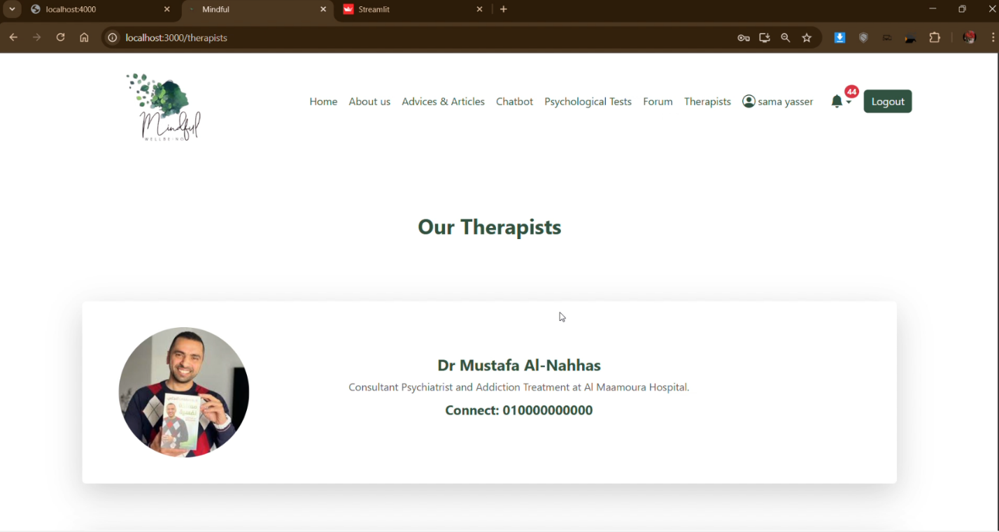 localhost:4000
Mindful
Streamlit
localhost:3000/therapists
Mindful
WELLBEING
Home About us Advices & Articles Chatbot Psychological Tests Forum Therapists sama yasser 44 Logout
Our Therapists
Dr Mustafa Al-Nahhas
Consultant Psychiatrist and Addiction Treatment at Al Maamoura Hospital.
Connect: 010000000000